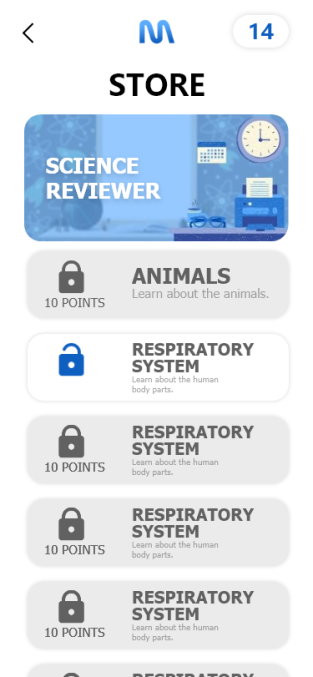 14
STORE
SCIENCE
REVIEWER
ANIMALS
Learn about the animals.
10 POINTS
RESPIRATORY
SYSTEM
Learn about the human
body parts.
RESPIRATORY
SYSTEM
Learn about the human
body parts.
10 POINTS
RESPIRATORY
SYSTEM
Learn about the human
body parts.
10 POINTS
RESPIRATORY
SYSTEM
Learn about the human
body parts.
10 POINTS
RESPIRATORY